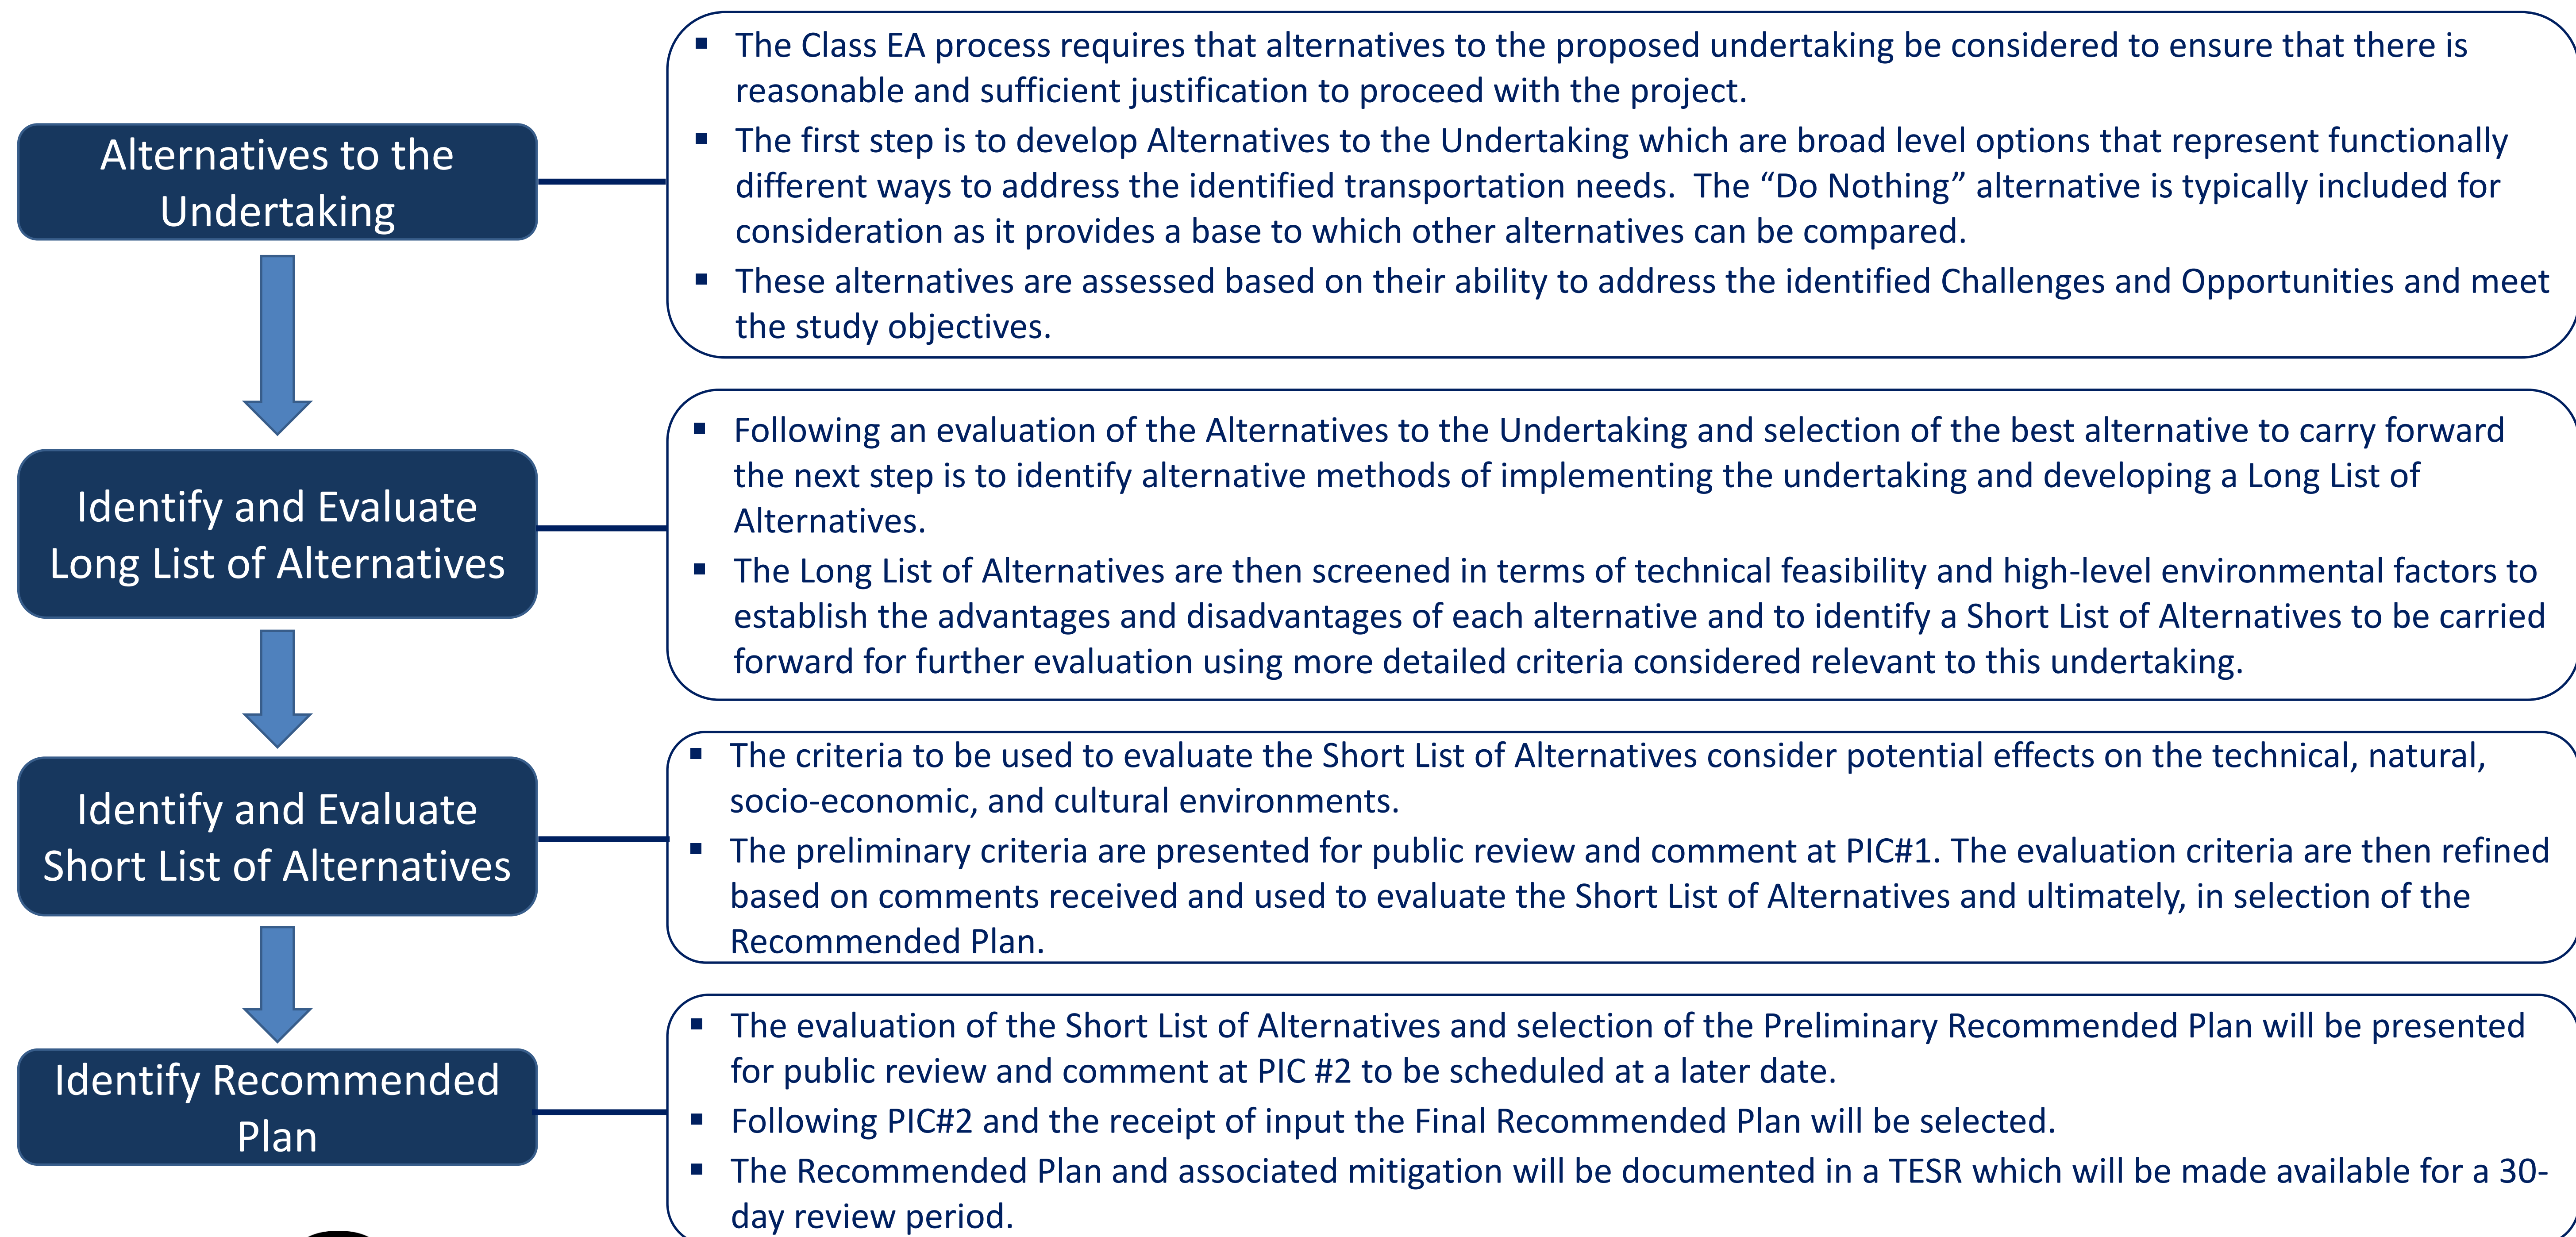 Alternatives to the
Undertaking
▪ The Class EA process requires that alternatives to the proposed undertaking be considered to ensure that there is
reasonable and sufficient justification to proceed with the project.
▪ The first step is to develop Alternatives to the Undertaking which are broad level options that represent functionally
different ways to address the identified transportation needs.  The “Do Nothing” alternative is typically included for
consideration as it provides a base to which other alternatives can be compared.
▪ These alternatives are assessed based on their ability to address the identified Challenges and Opportunities and meet
the study objectives.
Identify and Evaluate
Long List of Alternatives
▪ Following an evaluation of the Alternatives to the Undertaking and selection of the best alternative to carry forward
the next step is to identify alternative methods of implementing the undertaking and developing a Long List of
Alternatives.
▪ The Long List of Alternatives are then screened in terms of technical feasibility and high-level environmental factors to
establish the advantages and disadvantages of each alternative and to identify a Short List of Alternatives to be carried
forward for further evaluation using more detailed criteria considered relevant to this undertaking.
Identify and Evaluate
Short List of Alternatives
▪ The criteria to be used to evaluate the Short List of Alternatives consider potential effects on the technical, natural,
socio-economic, and cultural environments.
▪ The preliminary criteria are presented for public review and comment at PIC#1. The evaluation criteria are then refined
based on comments received and used to evaluate the Short List of Alternatives and ultimately, in selection of the
Recommended Plan.
Identify Recommended
Plan
▪ The evaluation of the Short List of Alternatives and selection of the Preliminary Recommended Plan will be presented
for public review and comment at PIC #2 to be scheduled at a later date.
▪ Following PIC#2 and the receipt of input the Final Recommended Plan will be selected.
▪ The Recommended Plan and associated mitigation will be documented in a TESR which will be made available for a 30-
day review period.